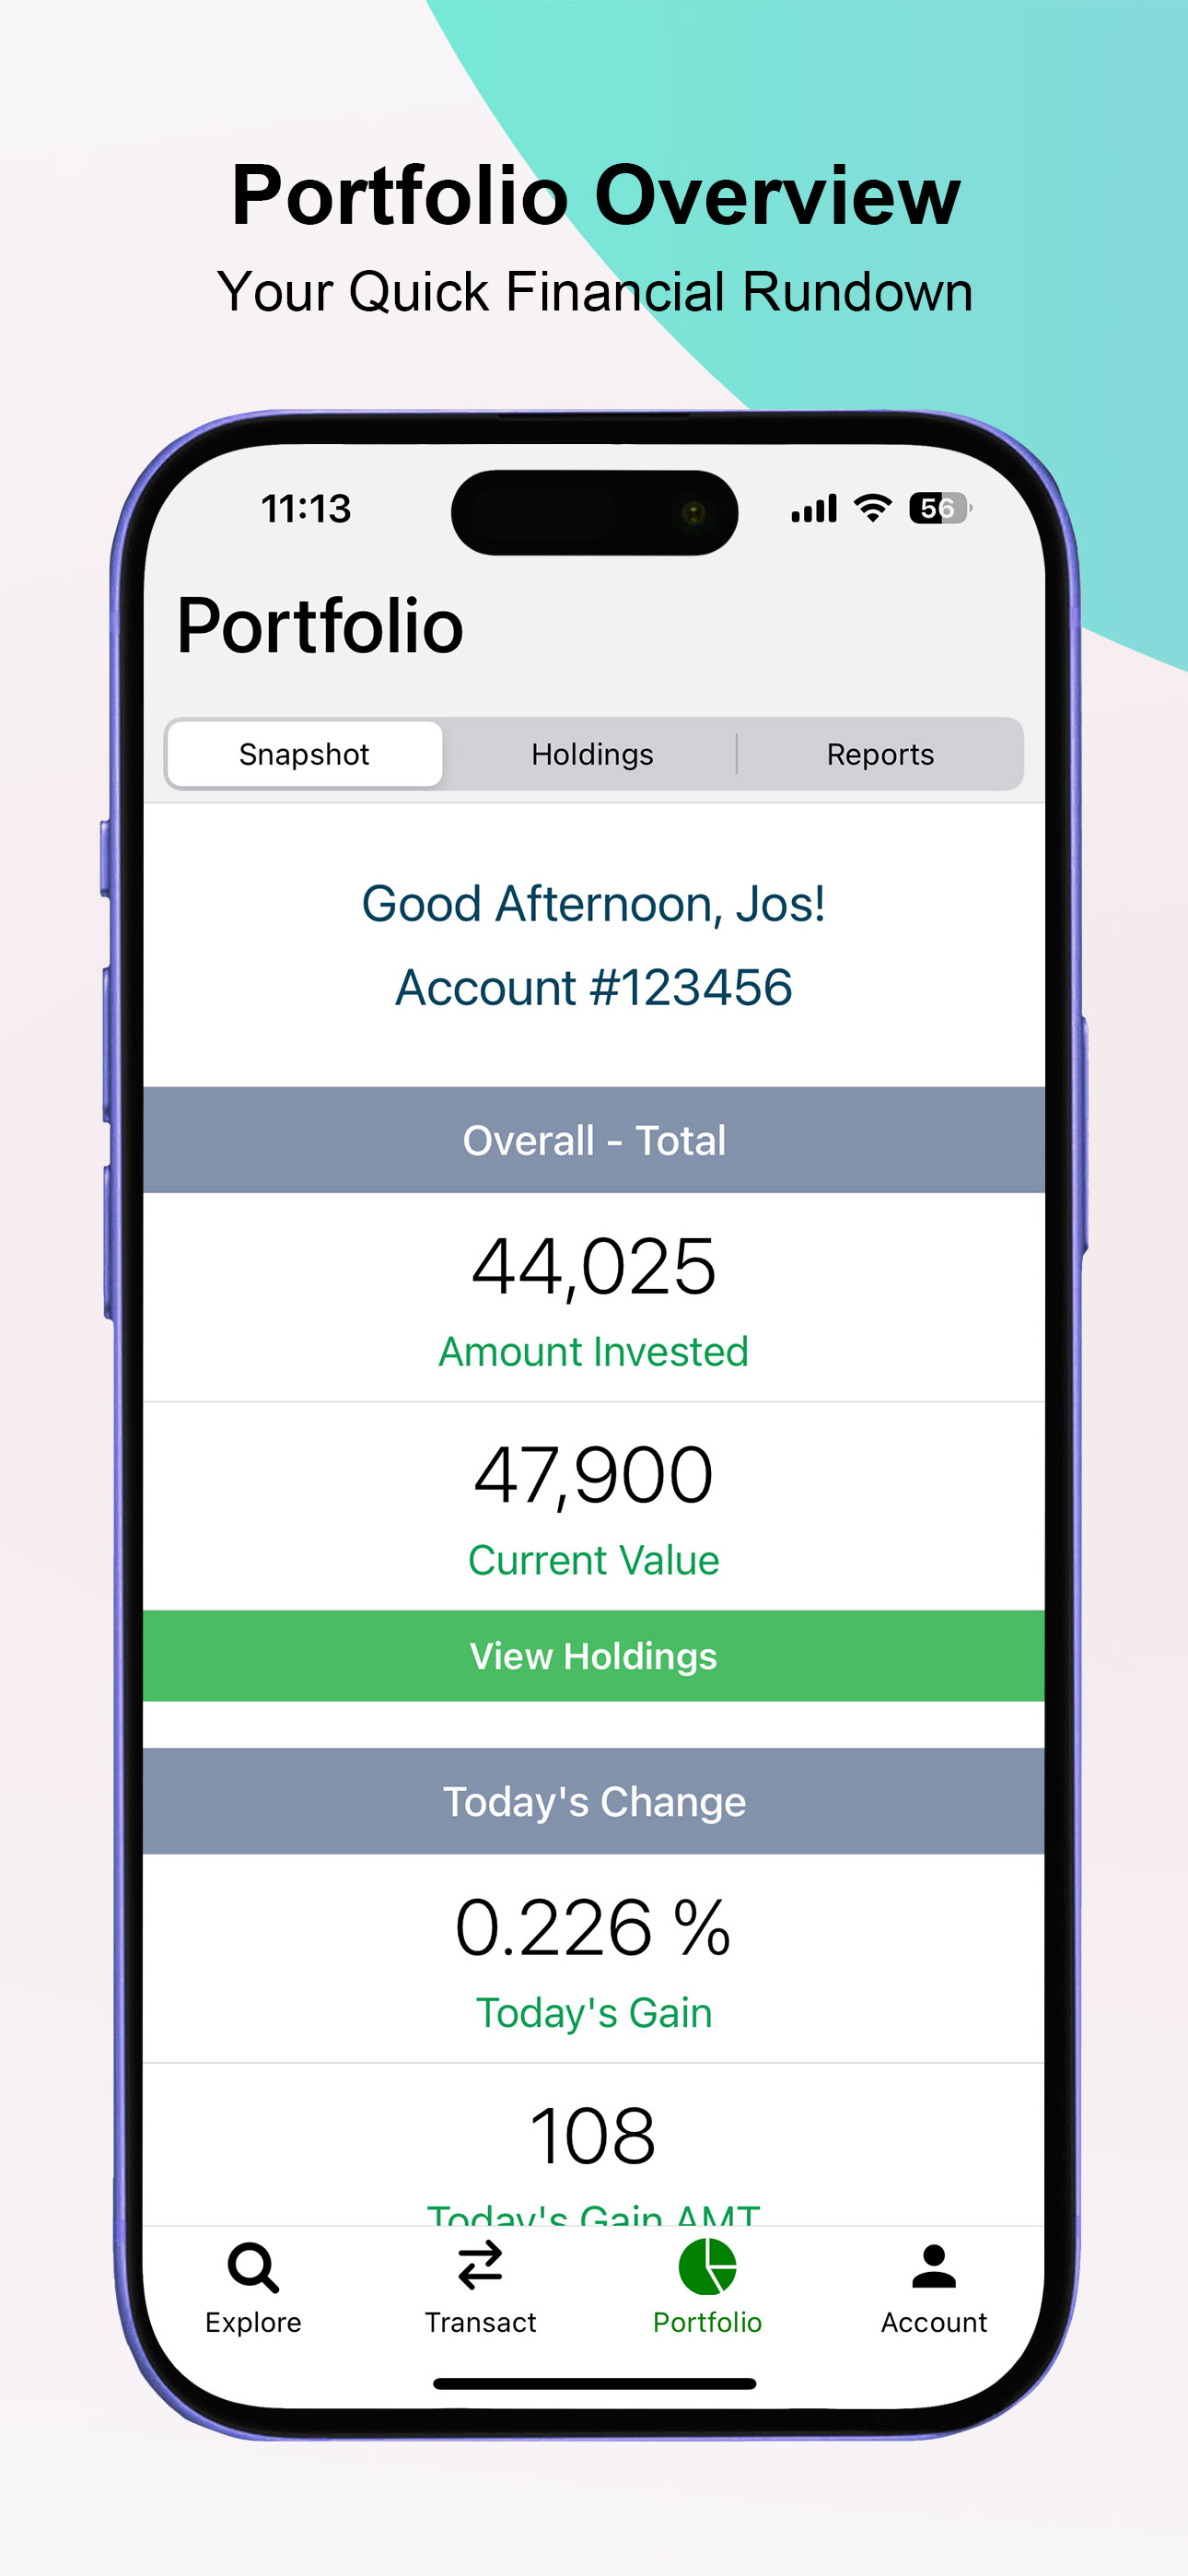 Portfolio Overview
Your Quick Financial Rundown
11:13
56
Portfolio
Snapshot Holdings Reports
Good Afternoon, Jos!
Account #123456
Overall - Total
44,025
Amount Invested
47,900
Current Value
View Holdings
Today's Change
0.226 %
Today's Gain
108
Today's Gain AMT
Explore Transact Portfolio Account